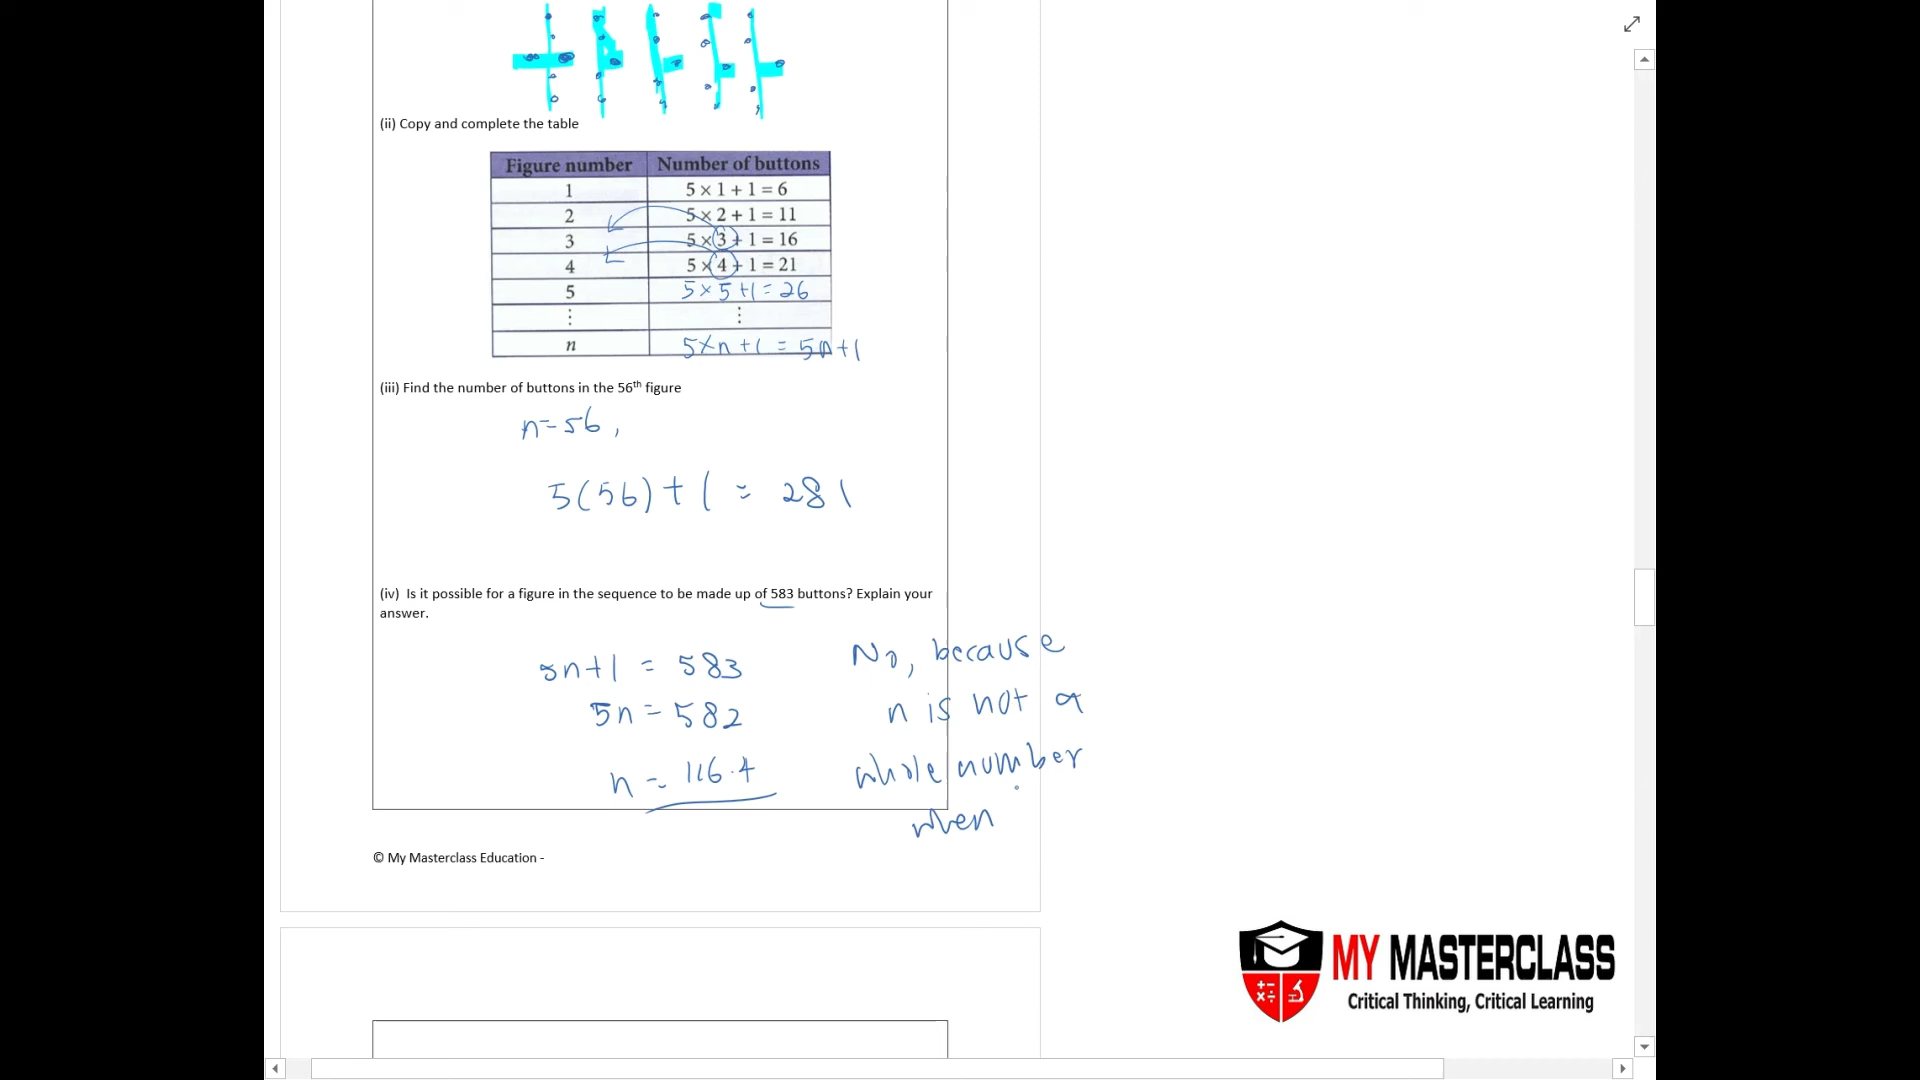 (ii) Copy and complete the table
Figure number Number of buttons
1 5 × 1 + 1 = 6
2 5 × 2 + 1 = 11
3 5 × 3 + 1 = 16
4 5 × 4 + 1 = 21
5 5 × 5 + 1 = 26
⋮ ⋮
n 5 × n + 1 = 5n + 1
(iii) Find the number of buttons in the 56th figure
n = 56 ,
5(56) + 1 = 281
(iv) Is it possible for a figure in the sequence to be made up of 583 buttons? Explain your
answer.
5n + 1 = 583
5n = 582
n = 116.4
No, because
n is not a
whole number
when
© My Masterclass Education -
MY MASTERCLASS
Critical Thinking, Critical Learning